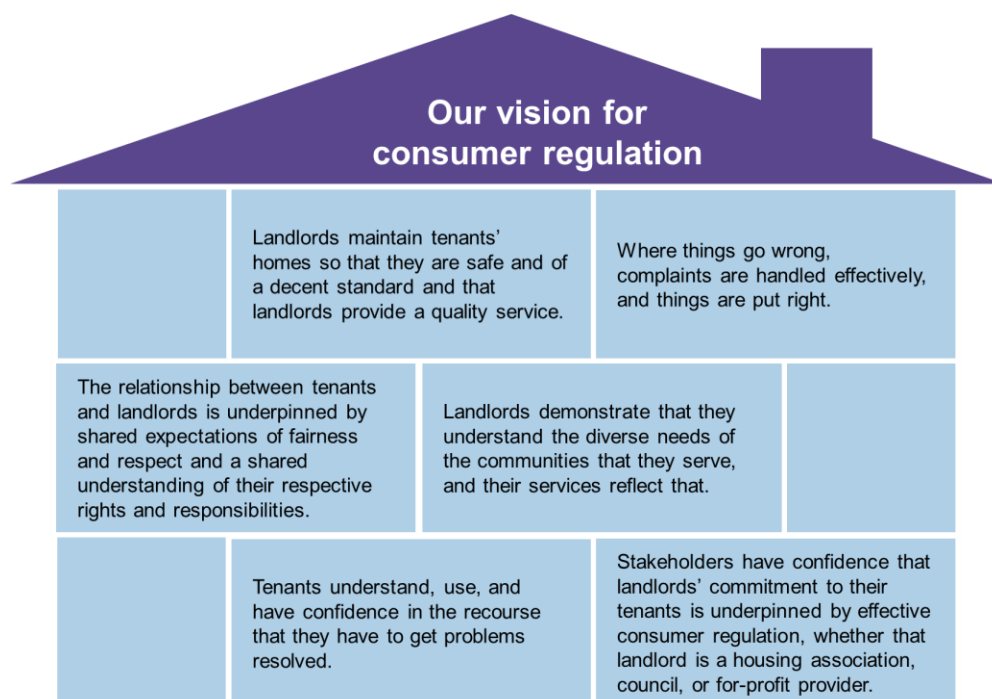 Our vision for
consumer regulation
Landlords maintain tenants’
homes so that they are safe and of
a decent standard and that
landlords provide a quality service.
Where things go wrong,
complaints are handled effectively,
and things are put right.
The relationship between tenants
and landlords is underpinned by
shared expectations of fairness
and respect and a shared
understanding of their respective
rights and responsibilities.
Landlords demonstrate that they
understand the diverse needs of
the communities that they serve,
and their services reflect that.
Tenants understand, use, and
have confidence in the recourse
that they have to get problems
resolved.
Stakeholders have confidence that
landlords’ commitment to their
tenants is underpinned by effective
consumer regulation, whether that
landlord is a housing association,
council, or for-profit provider.